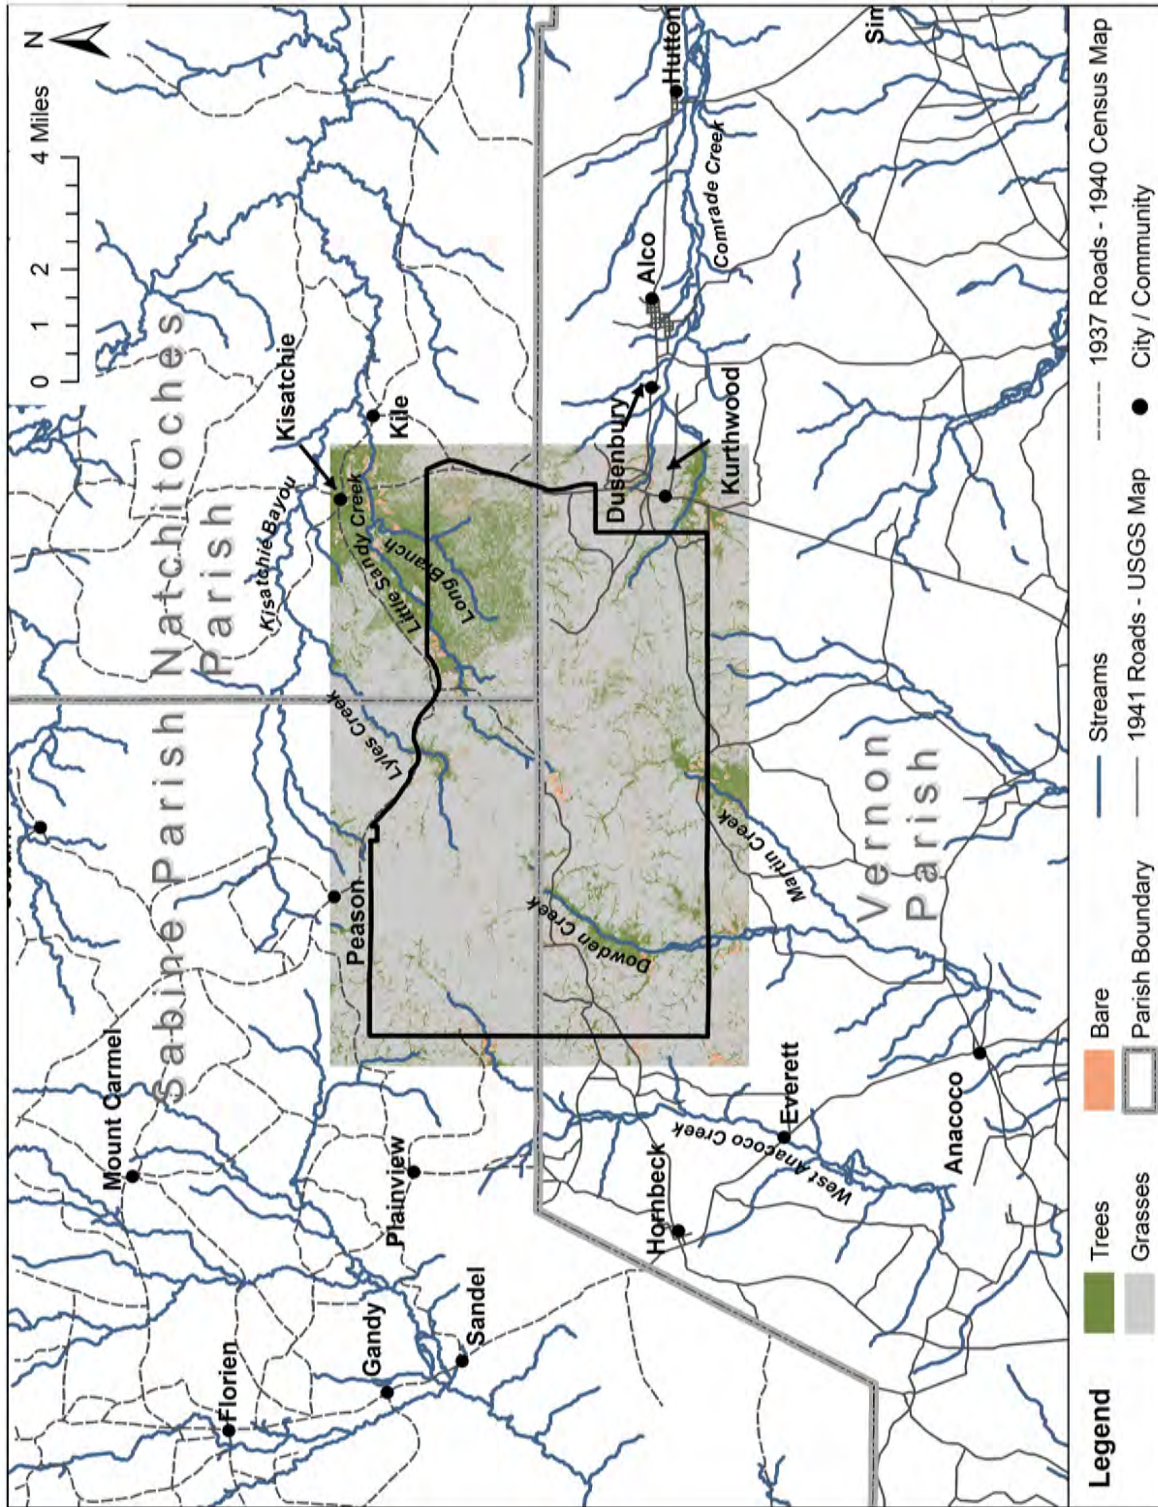 N
0 1 2 4 Miles
Sabine Parish
Natchitoches
Parish
Mount Carmel
Florien
Gandy
Sandel
Plainview
Peason
Lyles Creek
Kisatchie Bayou
Kisatchie
Little Sandy Creek
Long Branch
Kile
Hornbeck
West Anacoco Creek
Everett
Anacoco
Dowden Creek
Martin Creek
Vernon
Parish
Dusenbury
Kurthwood
Alco
Comrade Creek
Hutton
Sim
Legend
Trees
Bare
Streams
1937 Roads - 1940 Census Map
Grasses
Parish Boundary
1941 Roads - USGS Map
City / Community